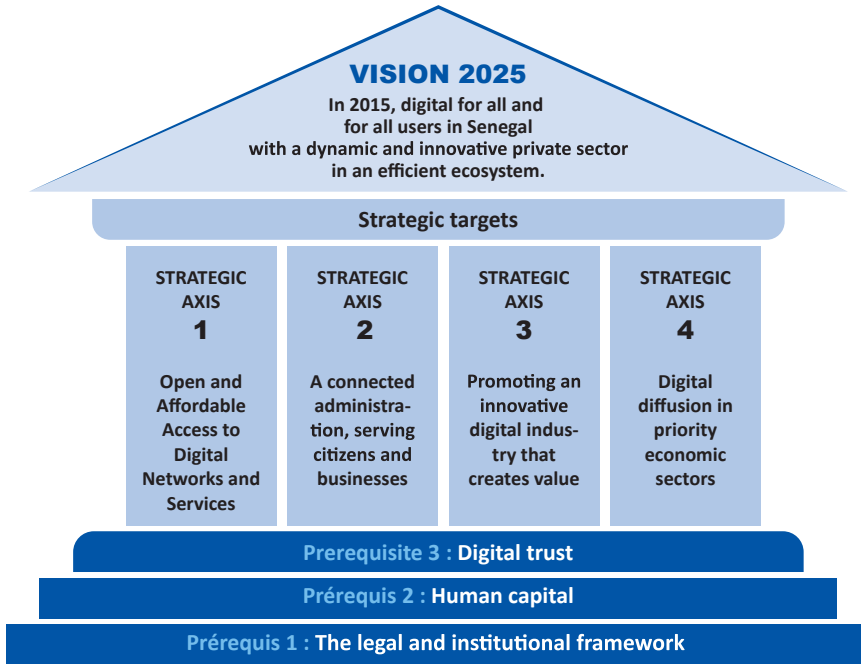 VISION 2025
In 2015, digital for all and
for all users in Senegal
with a dynamic and innovative private sector
in an efficient ecosystem.
Strategic targets
STRATEGIC
AXIS
1
Open and
Affordable
Access to
Digital
Networks and
Services
STRATEGIC
AXIS
2
A connected
administra-
tion, serving
citizens and
businesses
STRATEGIC
AXIS
3
Promoting an
innovative
digital indus-
try that
creates value
STRATEGIC
AXIS
4
Digital
diffusion in
priority
economic
sectors
Prerequisite 3 : Digital trust
Prérequis 2 : Human capital
Prérequis 1 : The legal and institutional framework